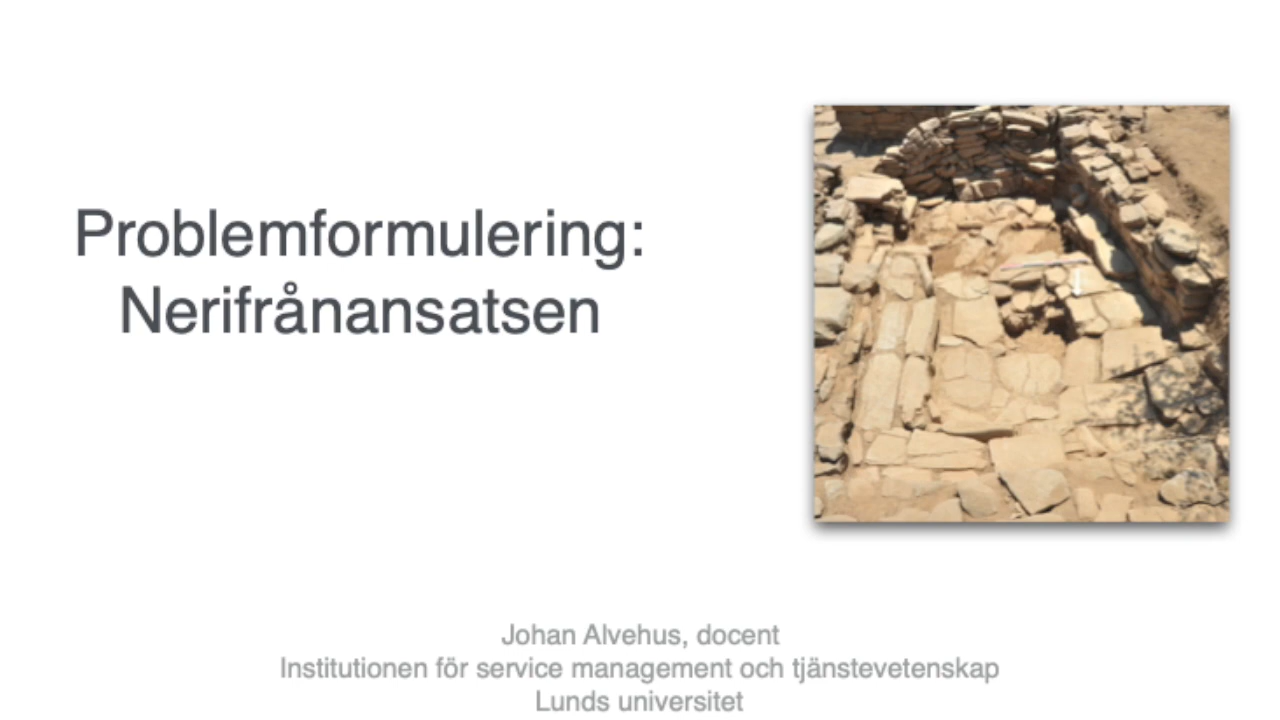 Problemformulering:
Nerifrånansatsen
Johan Alvehus, docent
Institutionen för service management och tjänstevetenskap
Lunds universitet